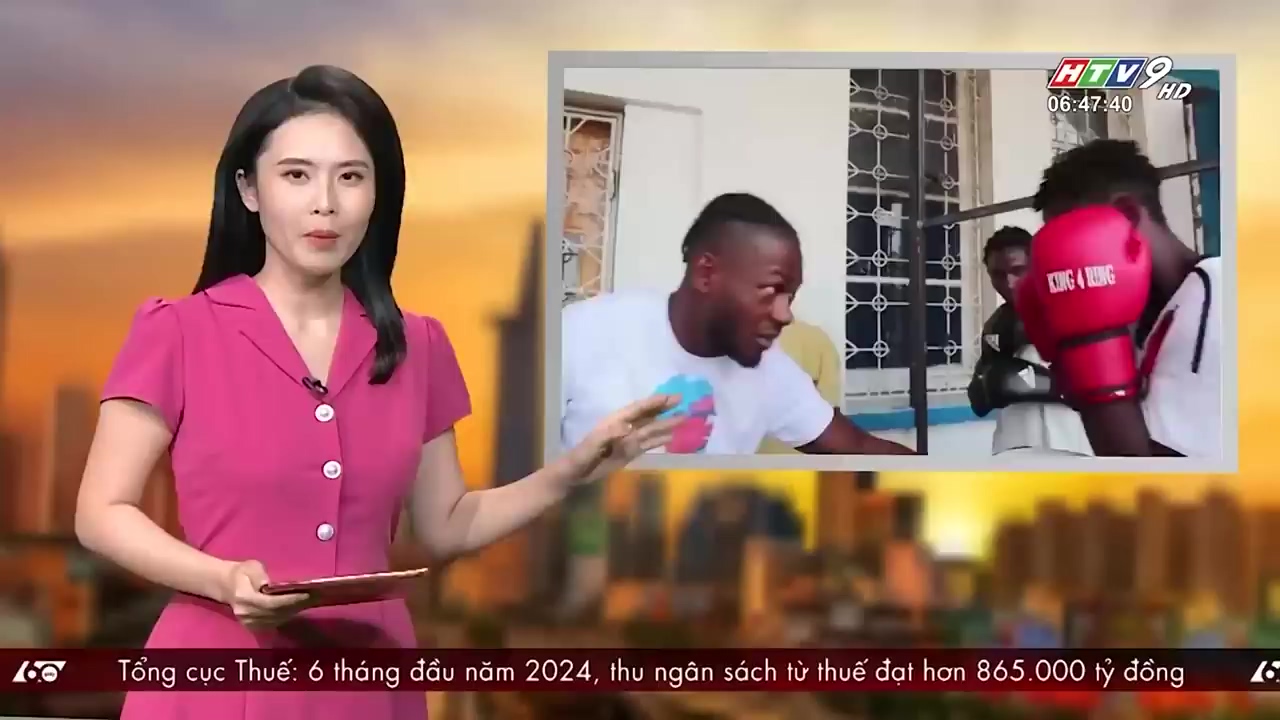 HTV9 HD
06:47:40
KING 4 RING
Tổng cục Thuế: 6 tháng đầu năm 2024, thu ngân sách từ thuế đạt hơn 865.000 tỷ đồng